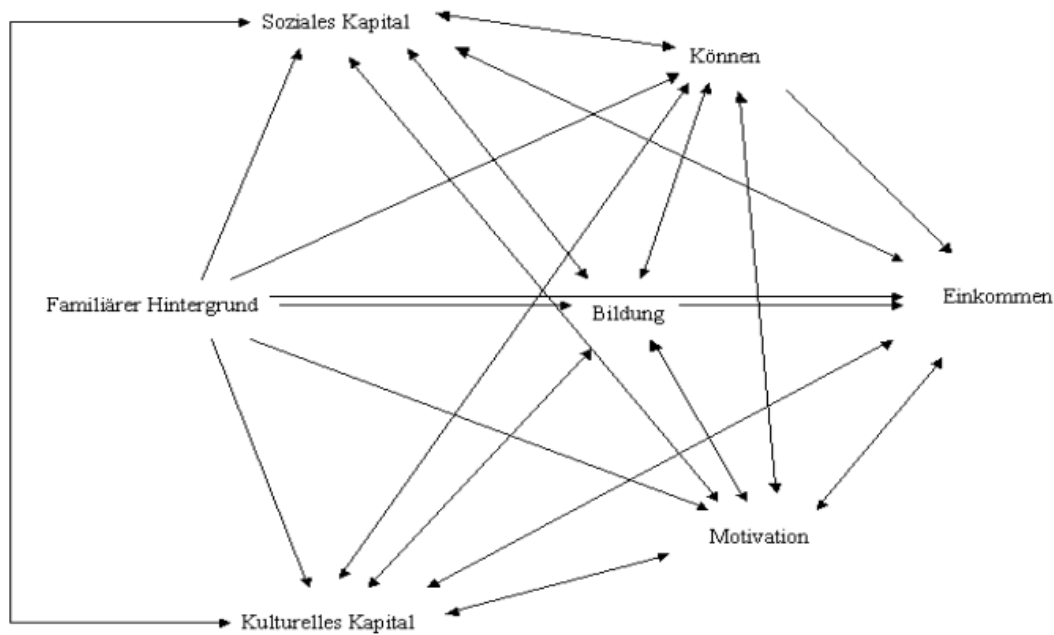 Soziales Kapital
Können
Familiärer Hintergrund
Bildung
Einkommen
Motivation
Kulturelles Kapital